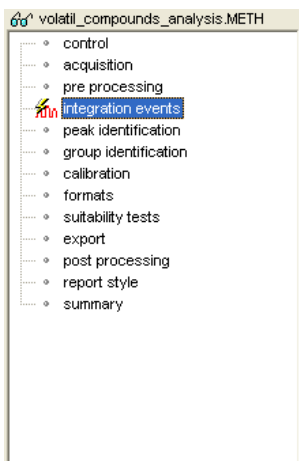 volatil_compounds_analysis.METH
control
acquisition
pre processing
integration events
peak identification
group identification
calibration
formats
suitability tests
export
post processing
report style
summary